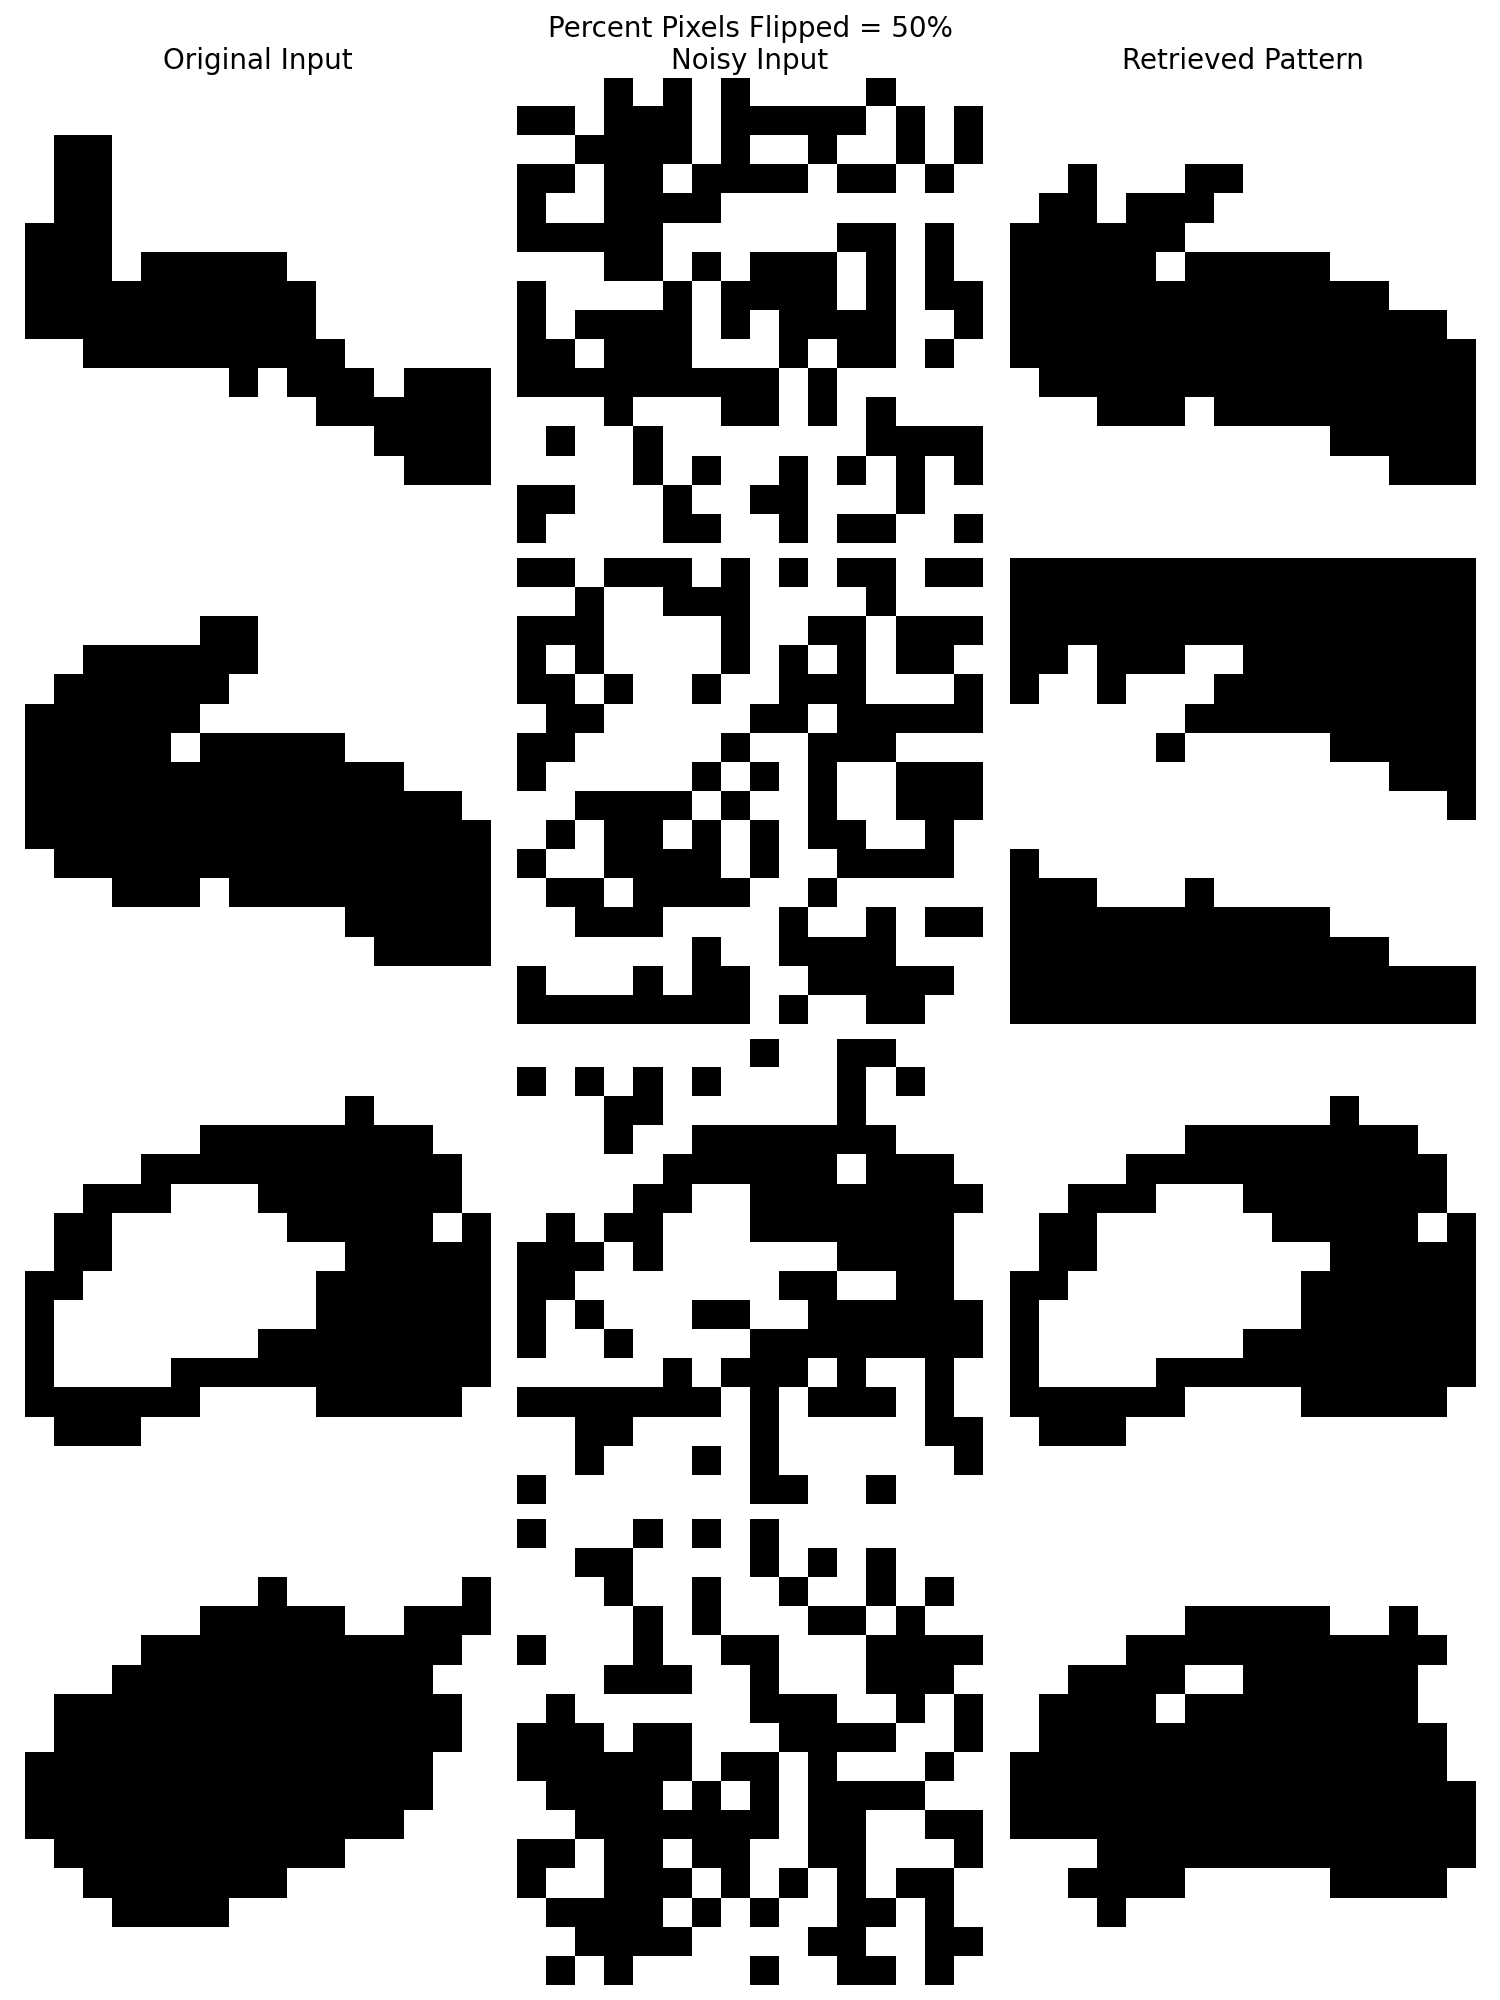 Percent Pixels Flipped = 50%
Original Input
Noisy Input
Retrieved Pattern